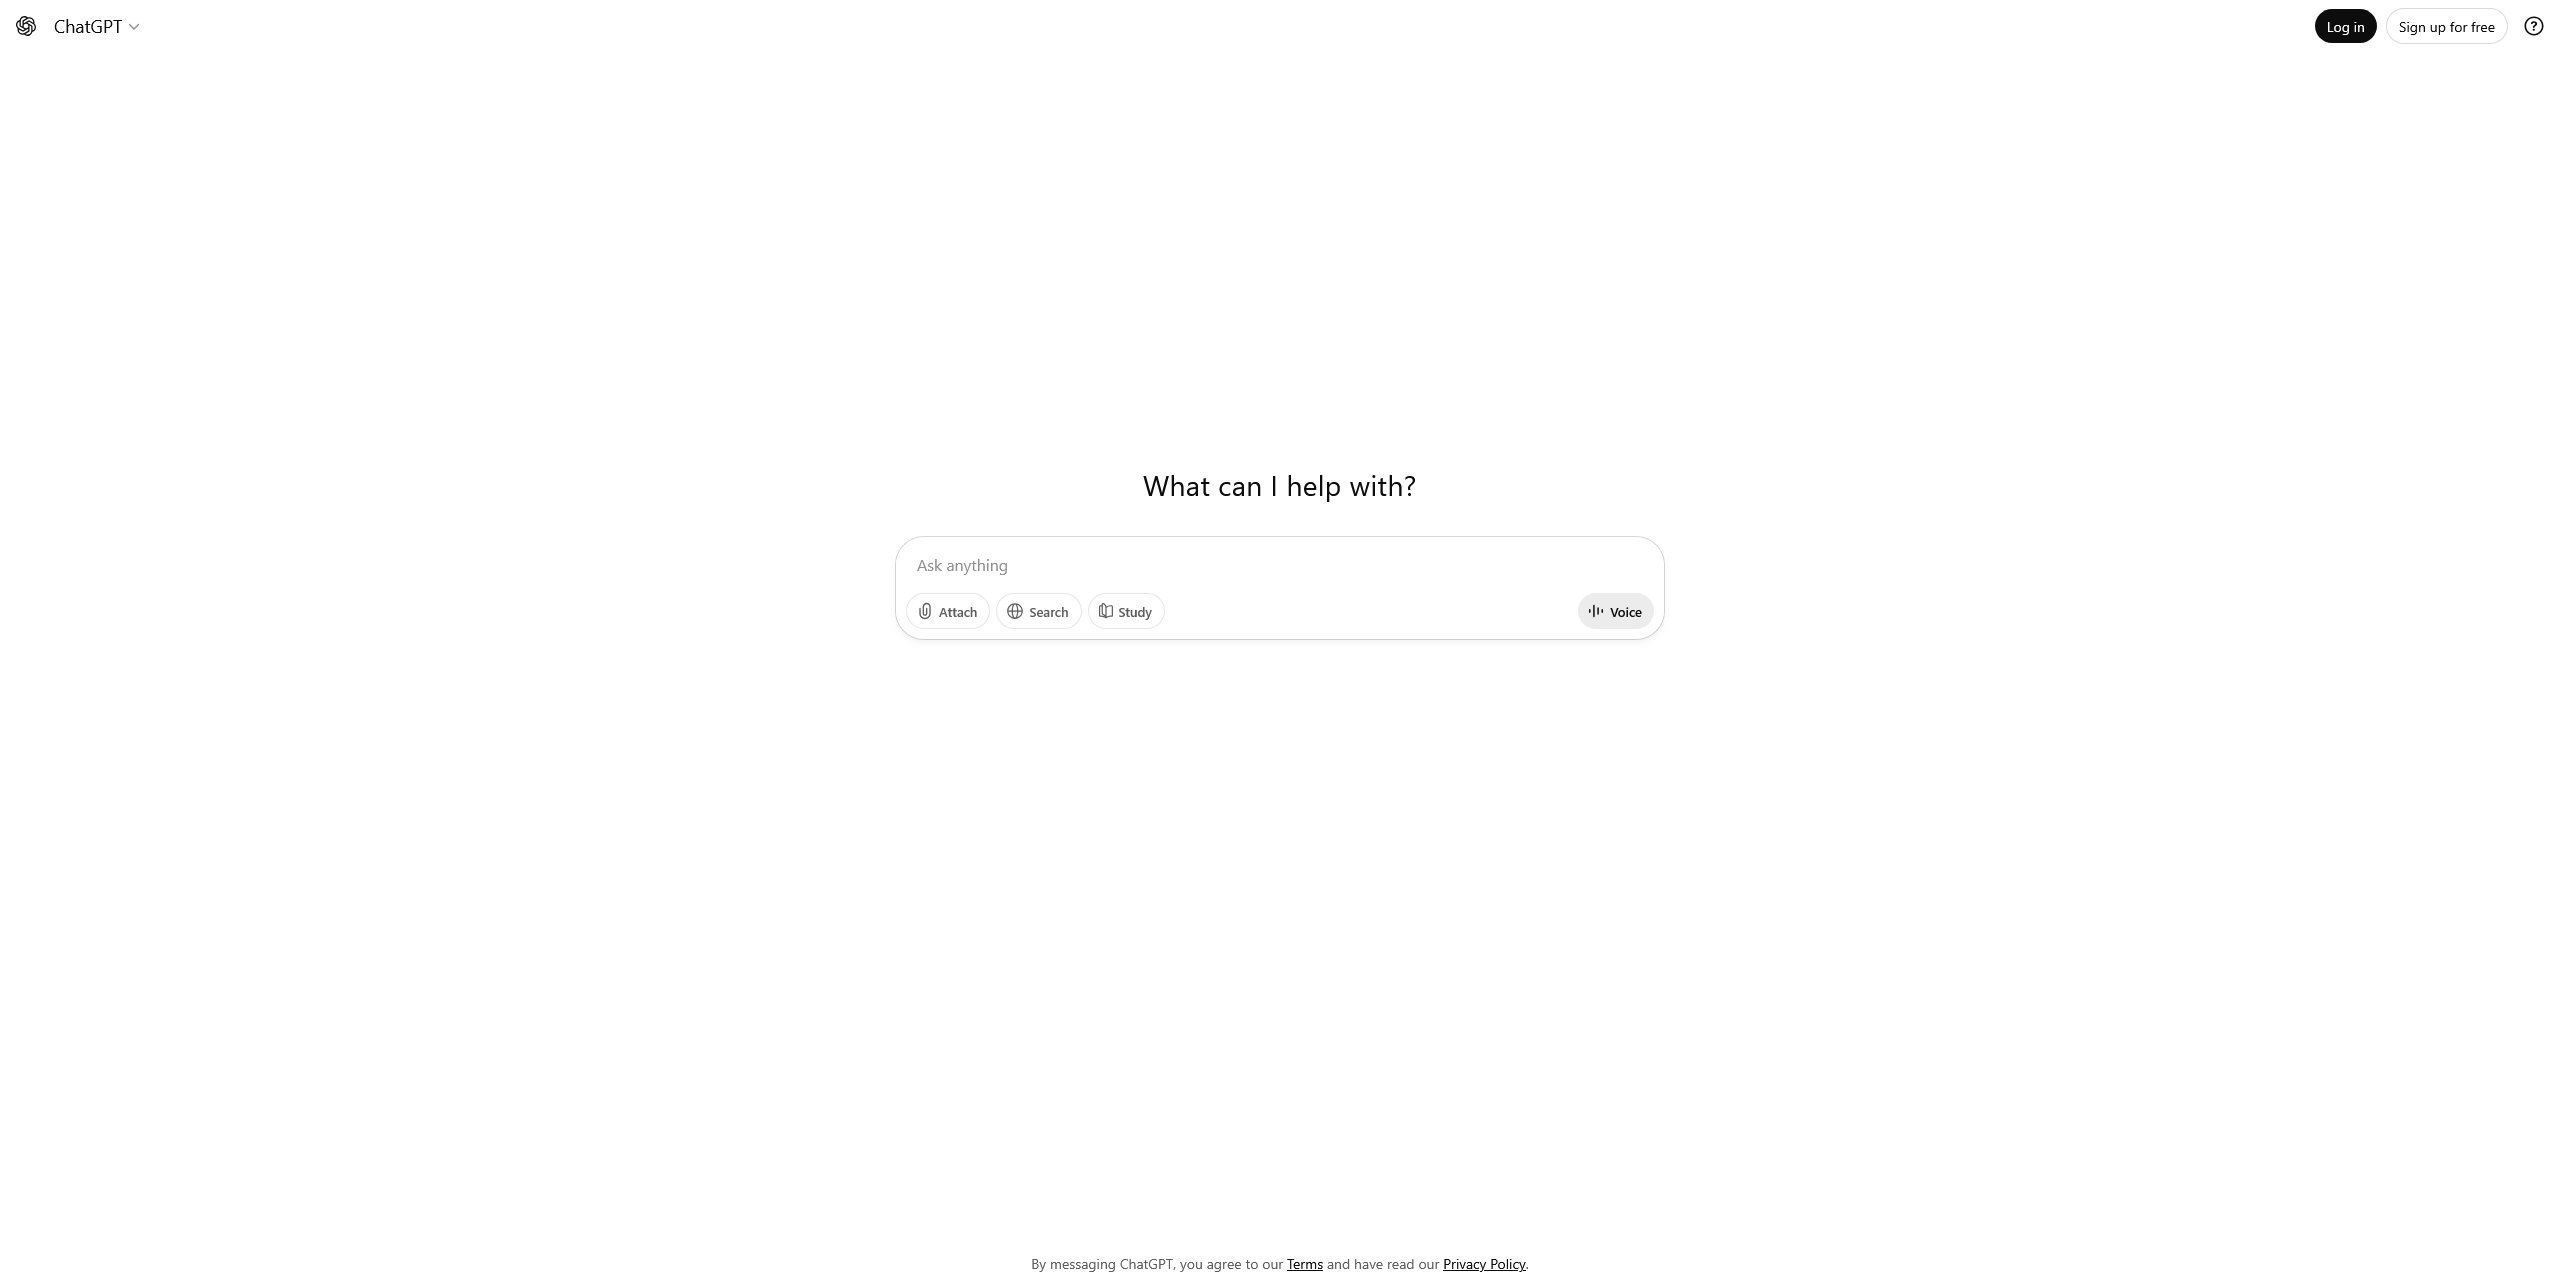 ChatGPT
Log in
Sign up for free
What can I help with?
Ask anything
Attach
Search
Study
Voice
By messaging ChatGPT, you agree to our Terms and have read our Privacy Policy.